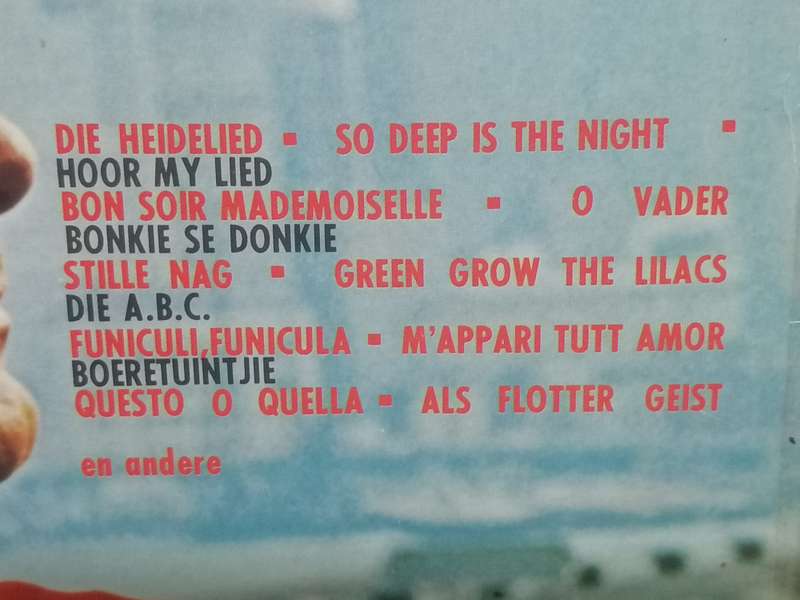 DIE HEIDELIED ▪ SO DEEP IS THE NIGHT ▪
HOOR MY LIED
BON SOIR MADEMOISELLE ▪ O VADER
BONKIE SE DONKIE
STILLE NAG ▪ GREEN GROW THE LILACS
DIE A.B.C.
FUNICULI,FUNICULA ▪ M'APPARI TUTT AMOR
BOERETUINTJIE
QUESTO O QUELLA ▪ ALS FLOTTER GEIST
en andere